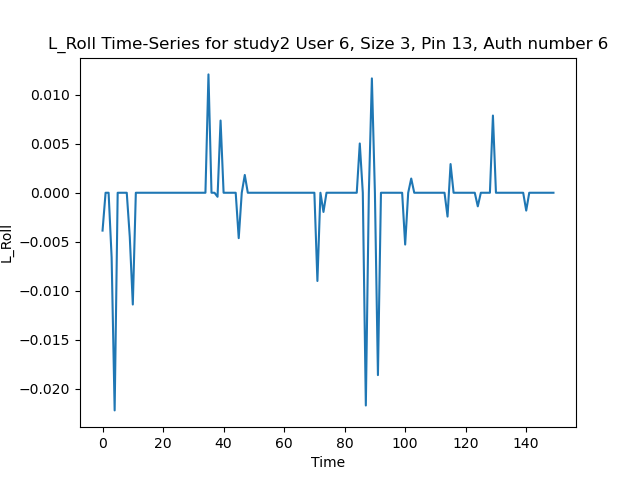 L_Roll Time-Series for study2 User 6, Size 3, Pin 13, Auth number 6
0.010
0.005
0.000
−0.005
−0.010
−0.015
−0.020
L_Roll
0 20 40 60 80 100 120 140
Time